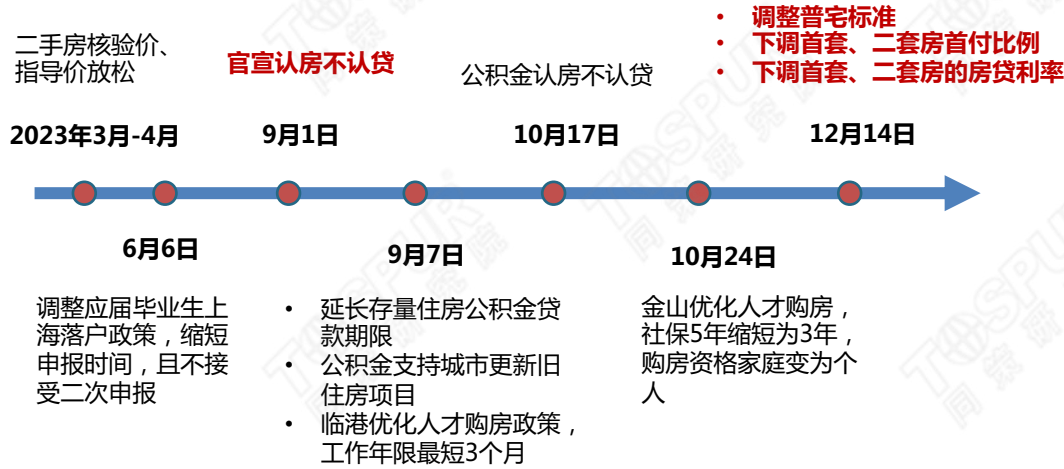 二手房核验价、
指导价放松
官宣认房不认贷
公积金认房不认贷
• 调整普宅标准
• 下调首套、二套房首付比例
• 下调首套、二套房的房贷利率
2023年3月-4月
9月1日
10月17日
12月14日
6月6日
9月7日
10月24日
调整应届毕业生上
海落户政策，缩短
申报时间，且不接
受二次申报
• 延长存量住房公积金贷
款期限
• 公积金支持城市更新旧
住房项目
• 临港优化人才购房政策，
工作年限最短3个月
金山优化人才购房，
社保5年缩短为3年，
购房资格家庭变为个
人
TOSPUR
同策研究院